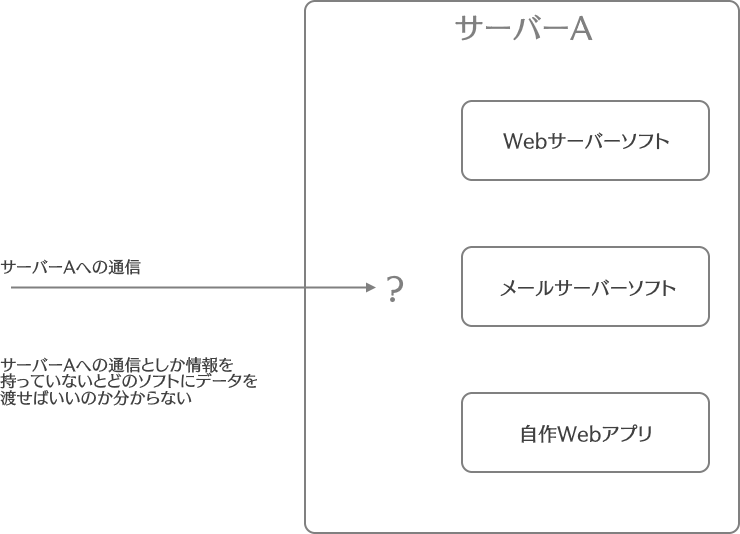 サーバーA
Webサーバーソフト
サーバーAへの通信
?
メールサーバーソフト
サーバーAへの通信としか情報を
持っていないとどのソフトにデータを
渡せばいいのか分からない
自作Webアプリ